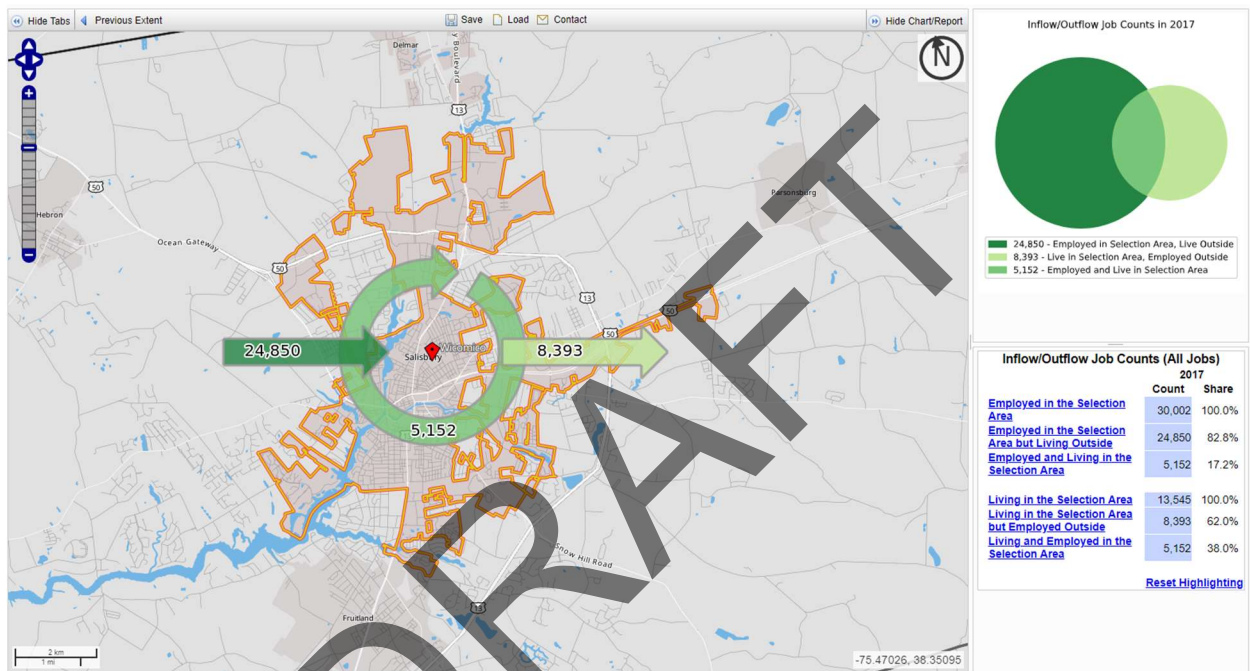 Hide Tabs
Previous Extent
Save
Load
Contact
Hide Chart/Report
Delmar
y Boulevard
N
13
50
Hebron
Ocean Gateway
50
Parsonsburg
13
50
50
24,850
Wicomico
Salisbury
8,393
5,152
Snow Hill Road
13
Fruitland
2 km
1 mi
-75.47026, 38.35095
DRAFT
Inflow/Outflow Job Counts in 2017
24,850 - Employed in Selection Area, Live Outside
8,393 - Live in Selection Area, Employed Outside
5,152 - Employed and Live in Selection Area
Inflow/Outflow Job Counts (All Jobs)
2017
Count Share
Employed in the Selection
Area 30,002 100.0%
Employed in the Selection
Area but Living Outside 24,850 82.8%
Employed and Living in the
Selection Area 5,152 17.2%
Living in the Selection Area 13,545 100.0%
Living in the Selection Area
but Employed Outside 8,393 62.0%
Living and Employed in the
Selection Area 5,152 38.0%
Reset Highlighting